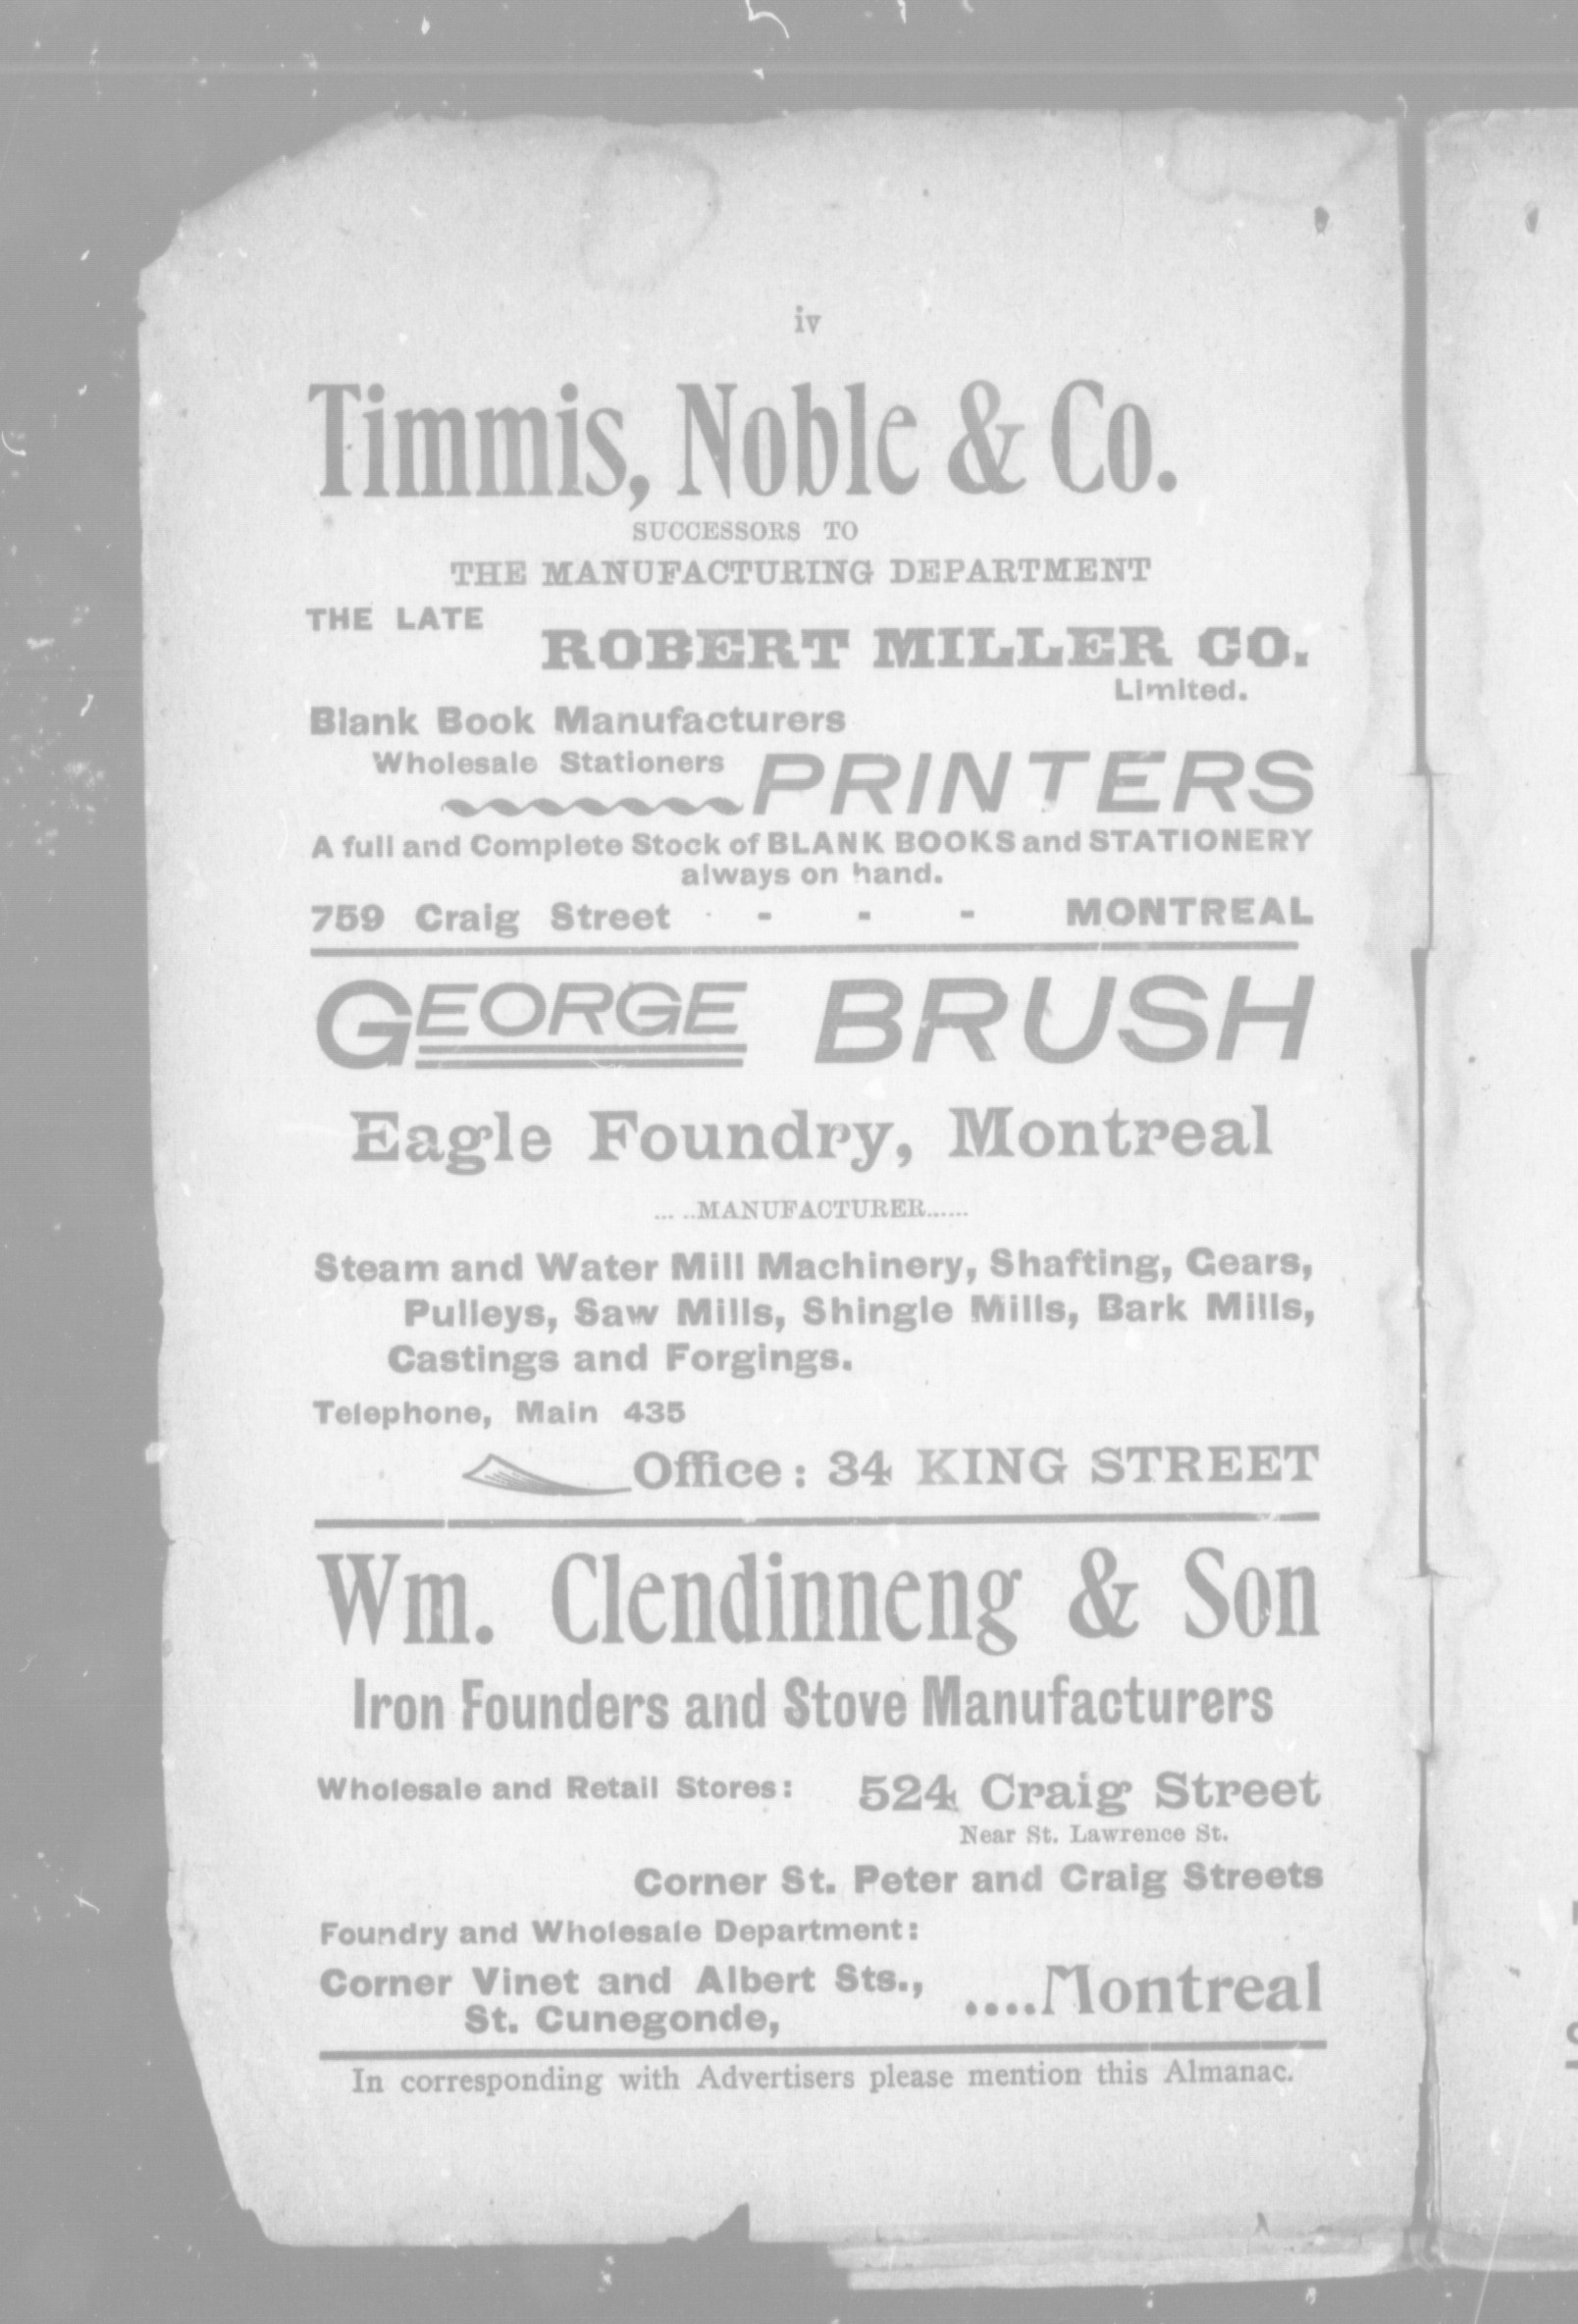 iv
Timmis, Noble & Co.
SUCCESSORS TO
THE MANUFACTURING DEPARTMENT
THE LATE
ROBERT MILLER CO.
Limited.
Blank Book Manufacturers
Wholesale Stationers
PRINTERS
A full and Complete Stock of BLANK BOOKS and STATIONERY
always on hand.
759 Craig Street - - - MONTREAL
GEORGE BRUSH
Eagle Foundry, Montreal
... ..MANUFACTURER......
Steam and Water Mill Machinery, Shafting, Gears,
Pulleys, Saw Mills, Shingle Mills, Bark Mills,
Castings and Forgings.
Telephone, Main 435
Office : 34 KING STREET
Wm. Clendinneng & Son
Iron Founders and Stove Manufacturers
Wholesale and Retail Stores: 524 Craig Street
Near St. Lawrence St.
Corner St. Peter and Craig Streets
Foundry and Wholesale Department:
Corner Vinet and Albert Sts.,
St. Cunegonde,
....Montreal
In corresponding with Advertisers please mention this Almanac.